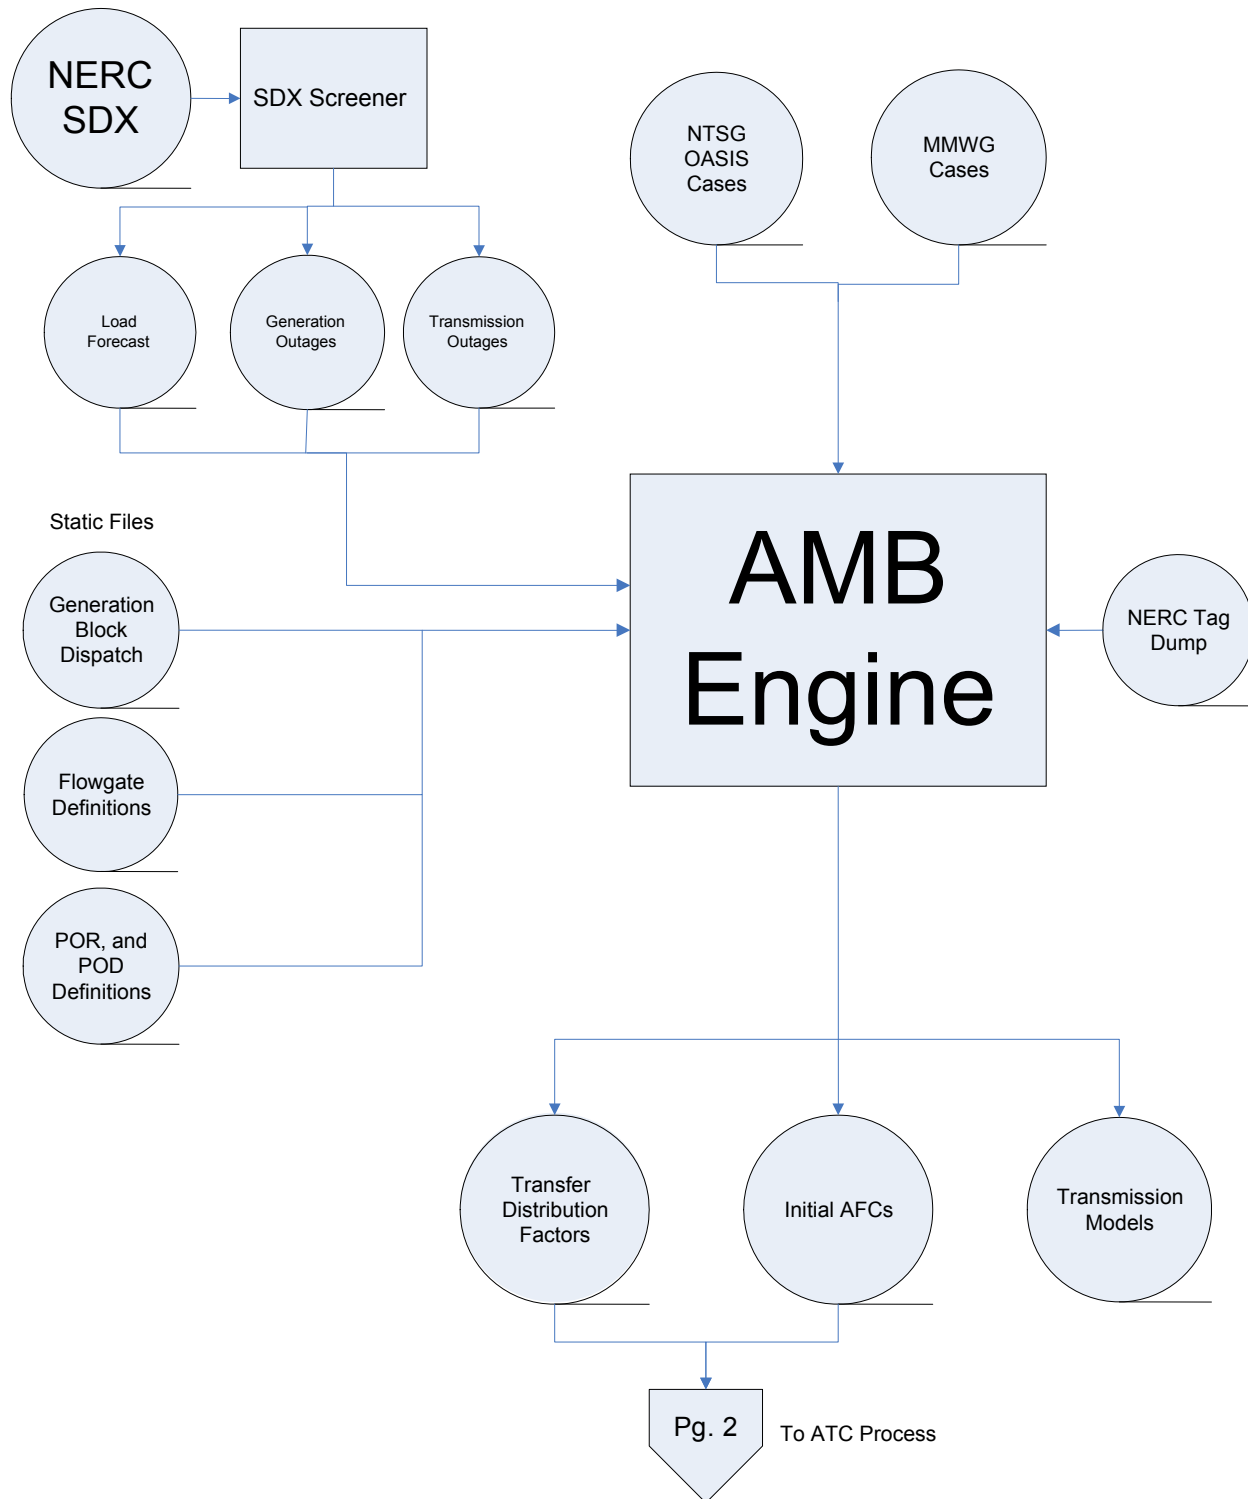 NERC
SDX
SDX Screener
NTSG
OASIS
Cases
MMWG
Cases
Load
Forecast
Generation
Outages
Transmission
Outages
Static Files
Generation
Block
Dispatch
AMB
Engine
NERC Tag
Dump
Flowgate
Definitions
POR, and
POD
Definitions
Transfer
Distribution
Factors
Initial AFCs
Transmission
Models
Pg. 2
To ATC Process